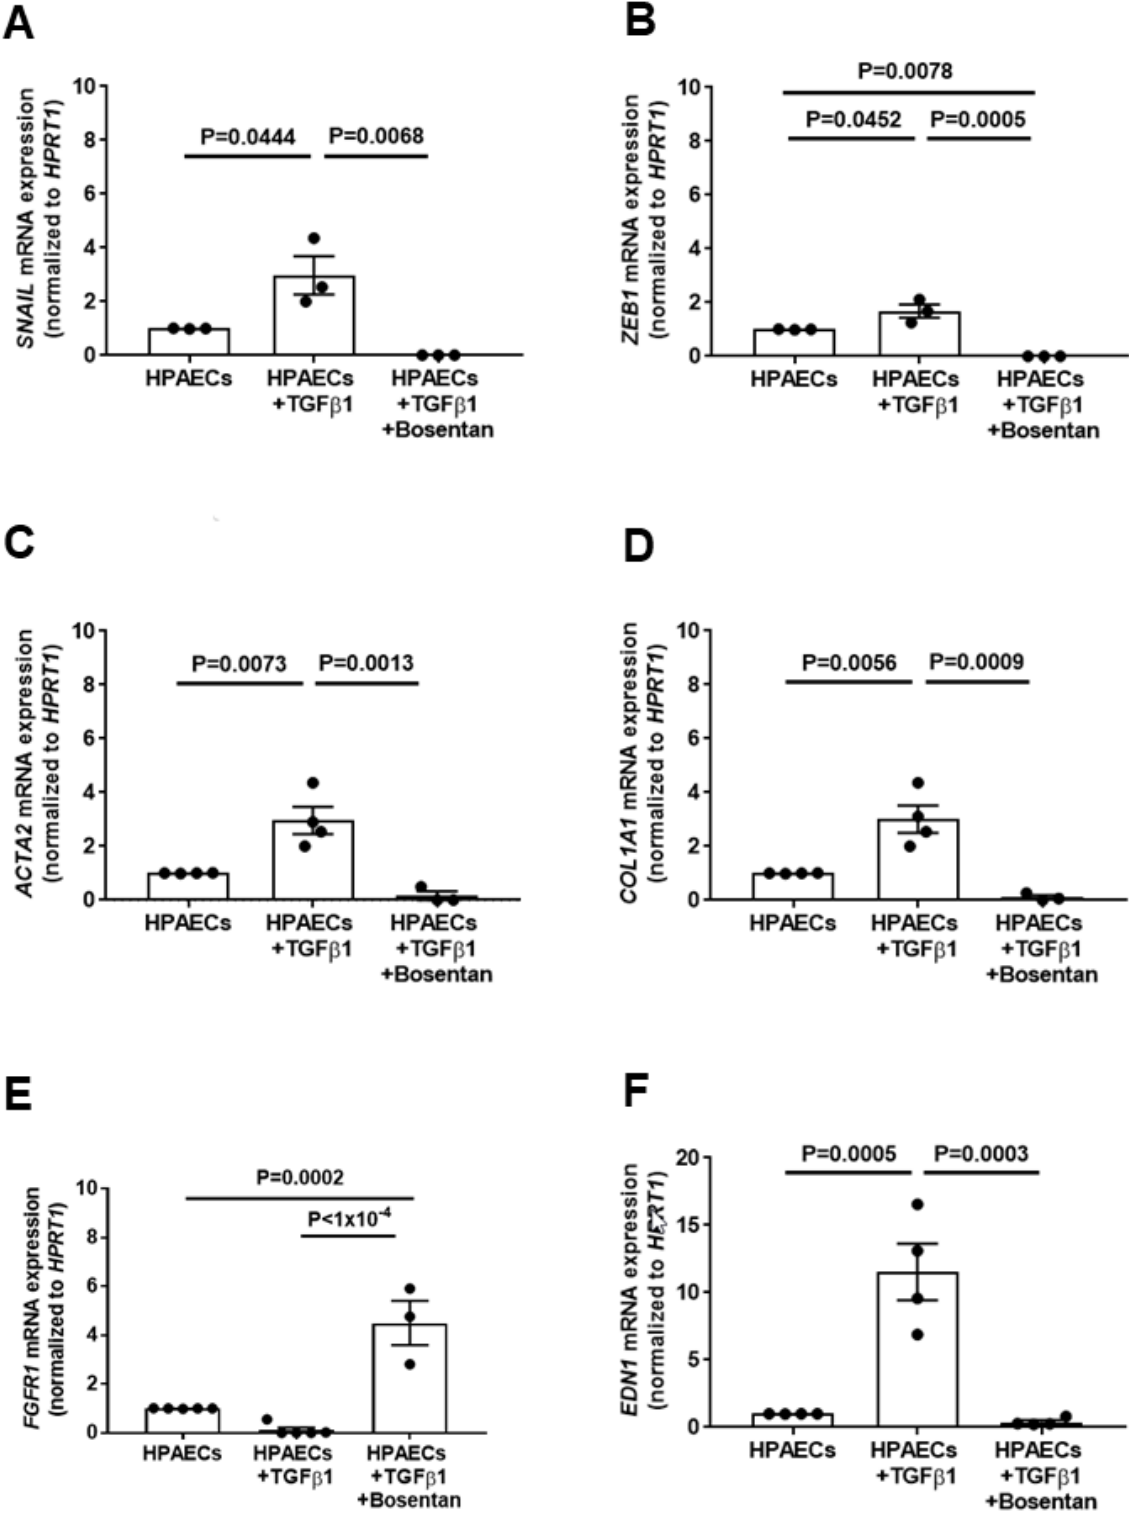 A
SNAIL mRNA expression
(normalized to HPRT1)
10
8
6
4
2
0
P=0.0444 P=0.0068
HPAECs
HPAECs
+TGFβ1
HPAECs
+TGFβ1
+Bosentan
B
ZEB1 mRNA expression
(normalized to HPRT1)
10
8
6
4
2
0
P=0.0078
P=0.0452 P=0.0005
HPAECs
HPAECs
+TGFβ1
HPAECs
+TGFβ1
+Bosentan
C
ACTA2 mRNA expression
(normalized to HPRT1)
10
8
6
4
2
0
P=0.0073 P=0.0013
HPAECs
HPAECs
+TGFβ1
HPAECs
+TGFβ1
+Bosentan
D
COL1A1 mRNA expression
(normalized to HPRT1)
10
8
6
4
2
0
P=0.0056 P=0.0009
HPAECs
HPAECs
+TGFβ1
HPAECs
+TGFβ1
+Bosentan
E
FGFR1 mRNA expression
(normalized to HPRT1)
10
8
6
4
2
0
P=0.0002
P<1x10⁻⁴
HPAECs
HPAECs
+TGFβ1
HPAECs
+TGFβ1
+Bosentan
F
EDN1 mRNA expression
(normalized to HPRT1)
20
15
10
5
0
P=0.0005 P=0.0003
HPAECs
HPAECs
+TGFβ1
HPAECs
+TGFβ1
+Bosentan